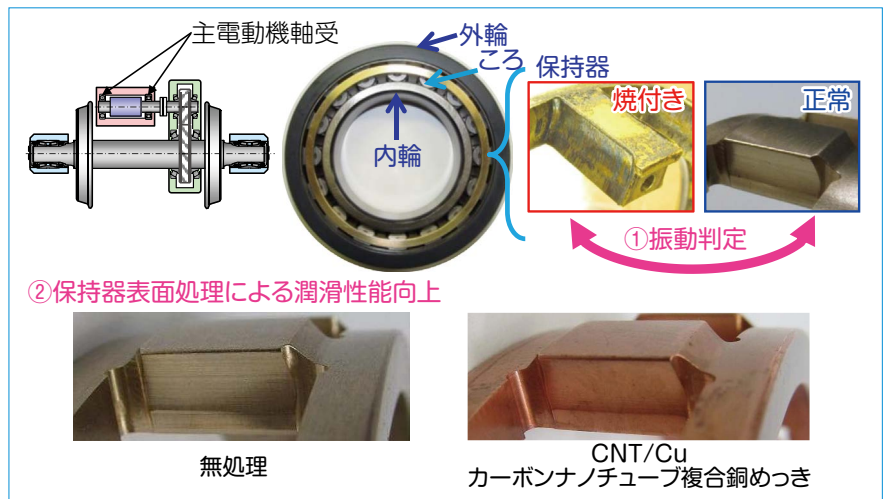 主電動機軸受
外輪
ころ
保持器
内輪
焼付き
正常
①振動判定
②保持器表面処理による潤滑性能向上
無処理
CNT/Cu
カーボンナノチューブ複合銅めっき